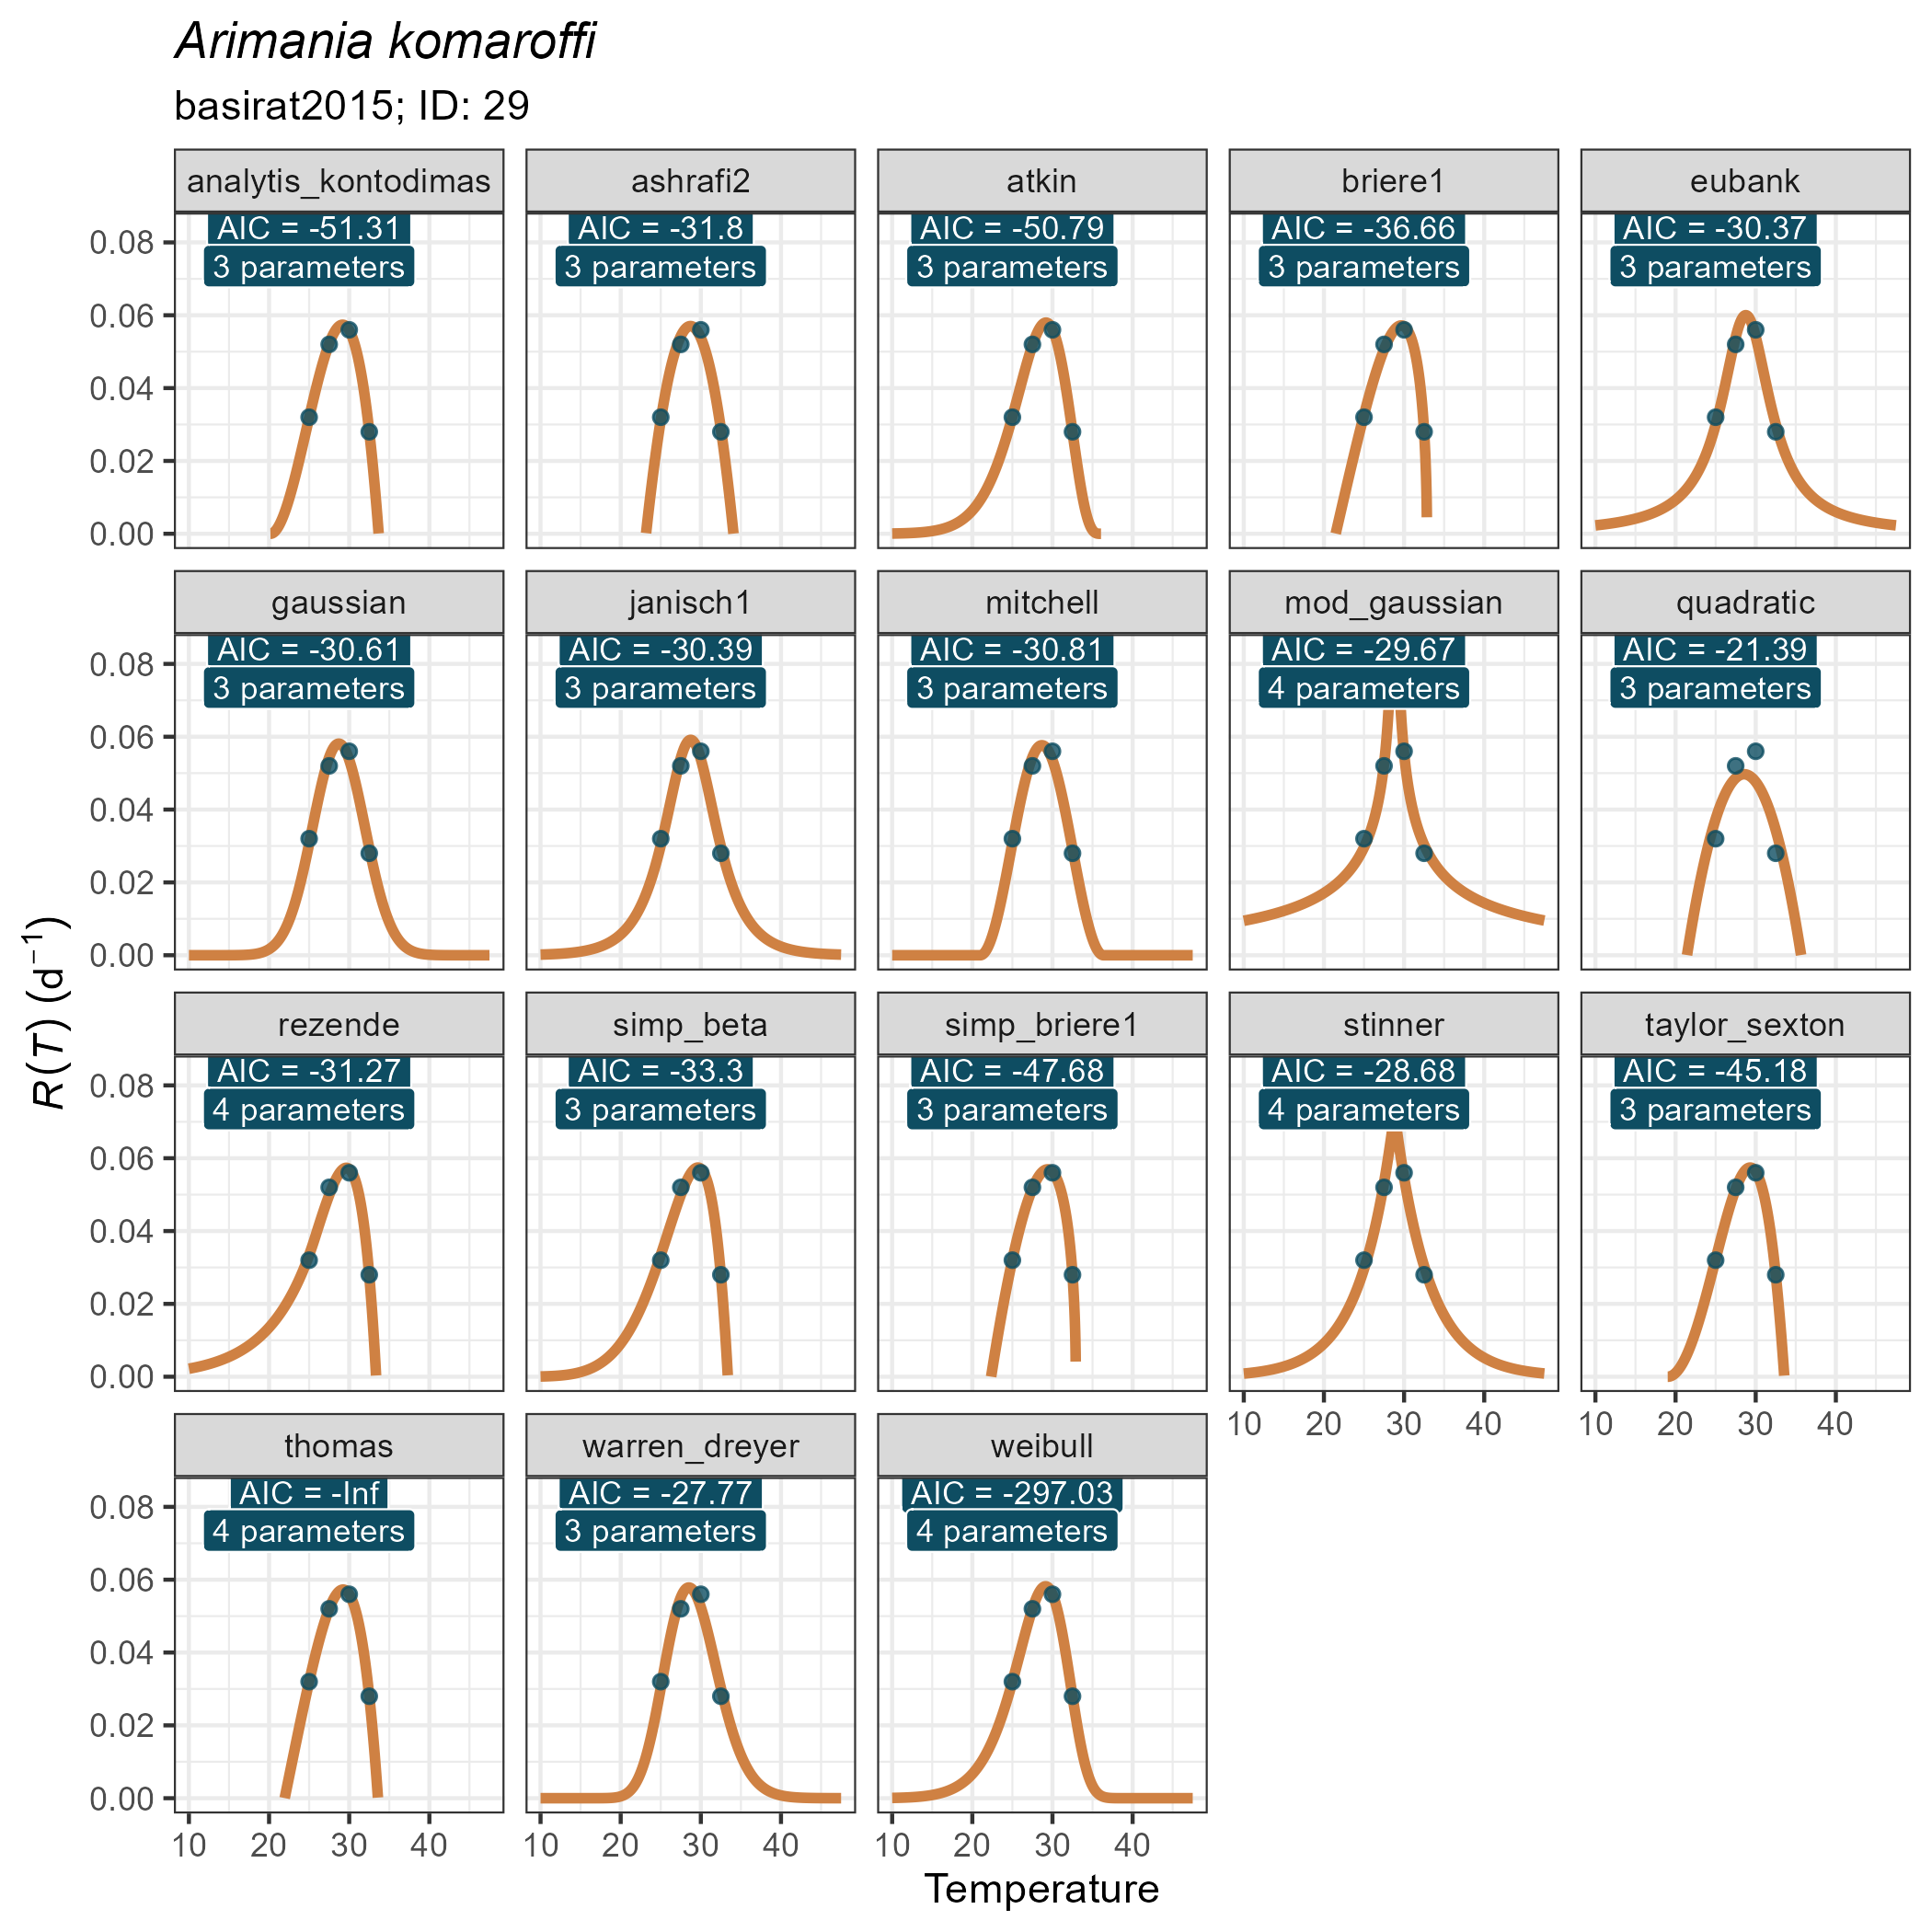 Arimania komaroffi
basirat2015; ID: 29
analytis_kontodimas
ashrafi2
atkin
briere1
eubank
AIC = -51.31
3 parameters
AIC = -31.8
3 parameters
AIC = -50.79
3 parameters
AIC = -36.66
3 parameters
AIC = -30.37
3 parameters
0.08
0.06
0.04
0.02
0.00
gaussian
janisch1
mitchell
mod_gaussian
quadratic
AIC = -30.61
3 parameters
AIC = -30.39
3 parameters
AIC = -30.81
3 parameters
AIC = -29.67
4 parameters
AIC = -21.39
3 parameters
0.08
0.06
0.04
0.02
0.00
R(T) (d⁻¹)
rezende
simp_beta
simp_briere1
stinner
taylor_sexton
AIC = -31.27
4 parameters
AIC = -33.3
3 parameters
AIC = -47.68
3 parameters
AIC = -28.68
4 parameters
AIC = -45.18
3 parameters
0.08
0.06
0.04
0.02
0.00
10 20 30 40
10 20 30 40
thomas
warren_dreyer
weibull
AIC = -Inf
4 parameters
AIC = -27.77
3 parameters
AIC = -297.03
4 parameters
0.08
0.06
0.04
0.02
0.00
10 20 30 40
10 20 30 40
10 20 30 40
Temperature